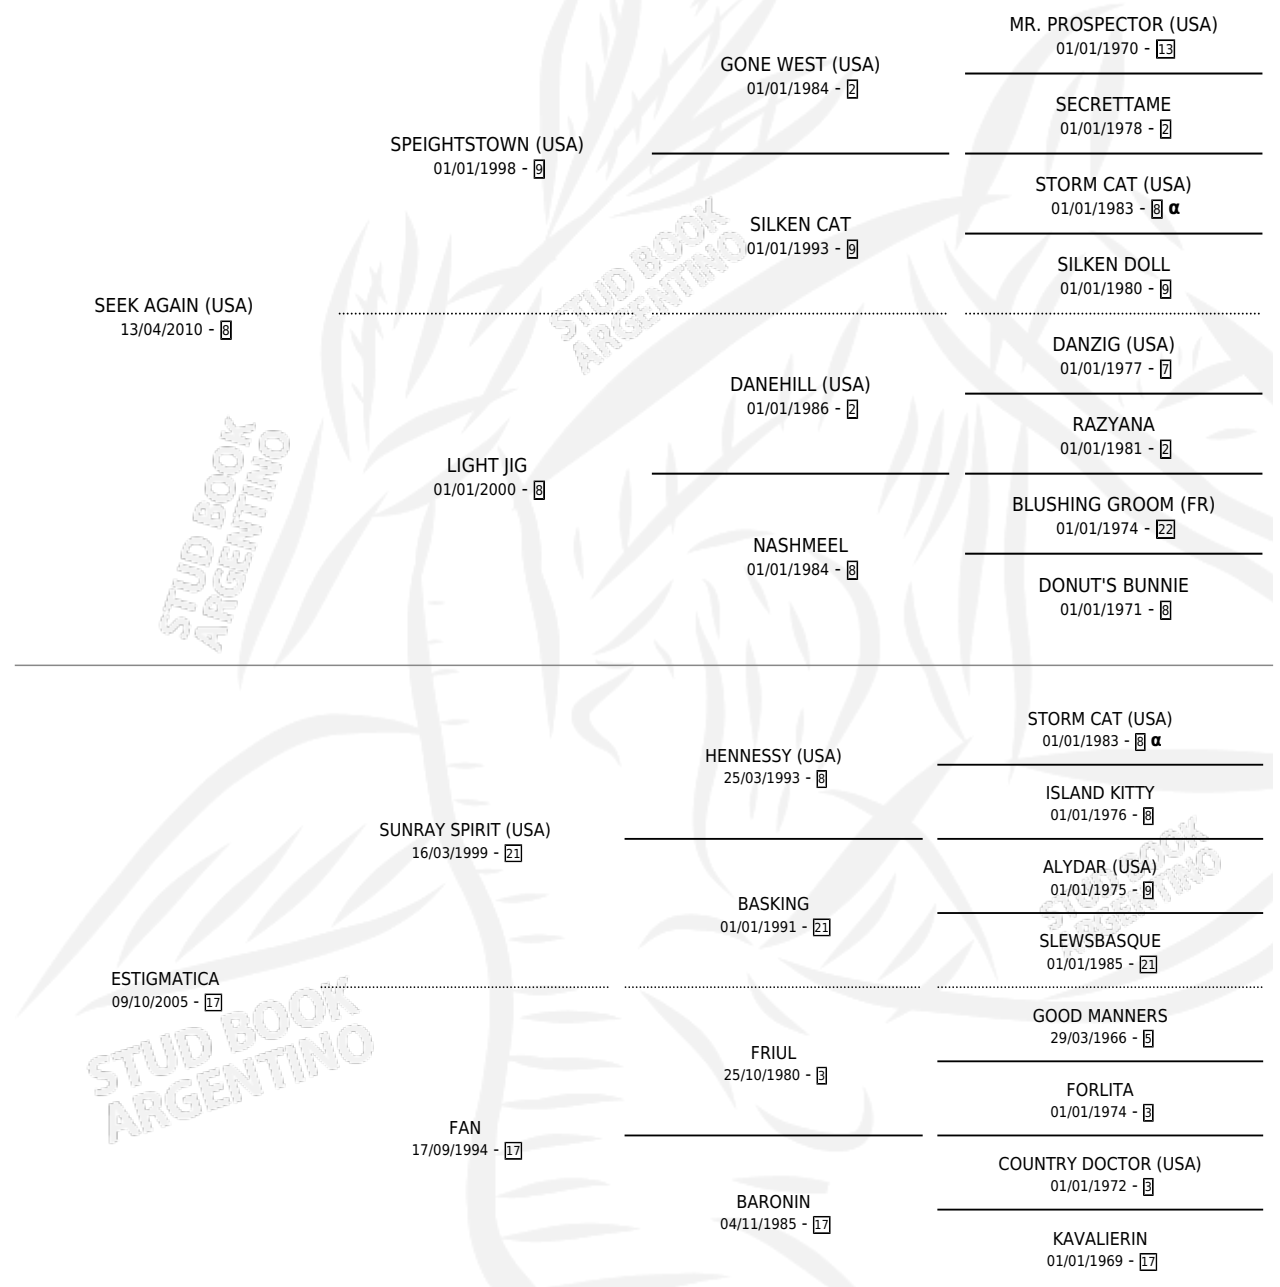 MR. PROSPECTOR (USA)
01/01/1970 - 13
GONE WEST (USA)
01/01/1984 - 2
SECRETTAME
01/01/1978 - 2
SPEIGHTSTOWN (USA)
01/01/1998 - 9
STORM CAT (USA)
01/01/1983 - 8 α
SILKEN CAT
01/01/1993 - 9
SILKEN DOLL
01/01/1980 - 9
SEEK AGAIN (USA)
13/04/2010 - 8
DANZIG (USA)
01/01/1977 - 7
DANEHILL (USA)
01/01/1986 - 2
RAZYANA
01/01/1981 - 2
LIGHT JIG
01/01/2000 - 8
BLUSHING GROOM (FR)
01/01/1974 - 22
NASHMEEL
01/01/1984 - 8
DONUT'S BUNNIE
01/01/1971 - 8
STORM CAT (USA)
01/01/1983 - 8 α
HENNESSY (USA)
25/03/1993 - 8
ISLAND KITTY
01/01/1976 - 8
SUNRAY SPIRIT (USA)
16/03/1999 - 21
ALYDAR (USA)
01/01/1975 - 9
BASKING
01/01/1991 - 21
SLEWSBASQUE
01/01/1985 - 21
ESTIGMATICA
09/10/2005 - 17
GOOD MANNERS
29/03/1966 - 5
FRIUL
25/10/1980 - 3
FORLITA
01/01/1974 - 3
FAN
17/09/1994 - 17
COUNTRY DOCTOR (USA)
01/01/1972 - 3
BARONIN
04/11/1985 - 17
KAVALIERIN
01/01/1969 - 17
STUD BOOK
ARGENTINO
STUD BOOK
ARGENTINO
STUD BOOK
ARGENTINO
STUD BOOK
ARGENTINO